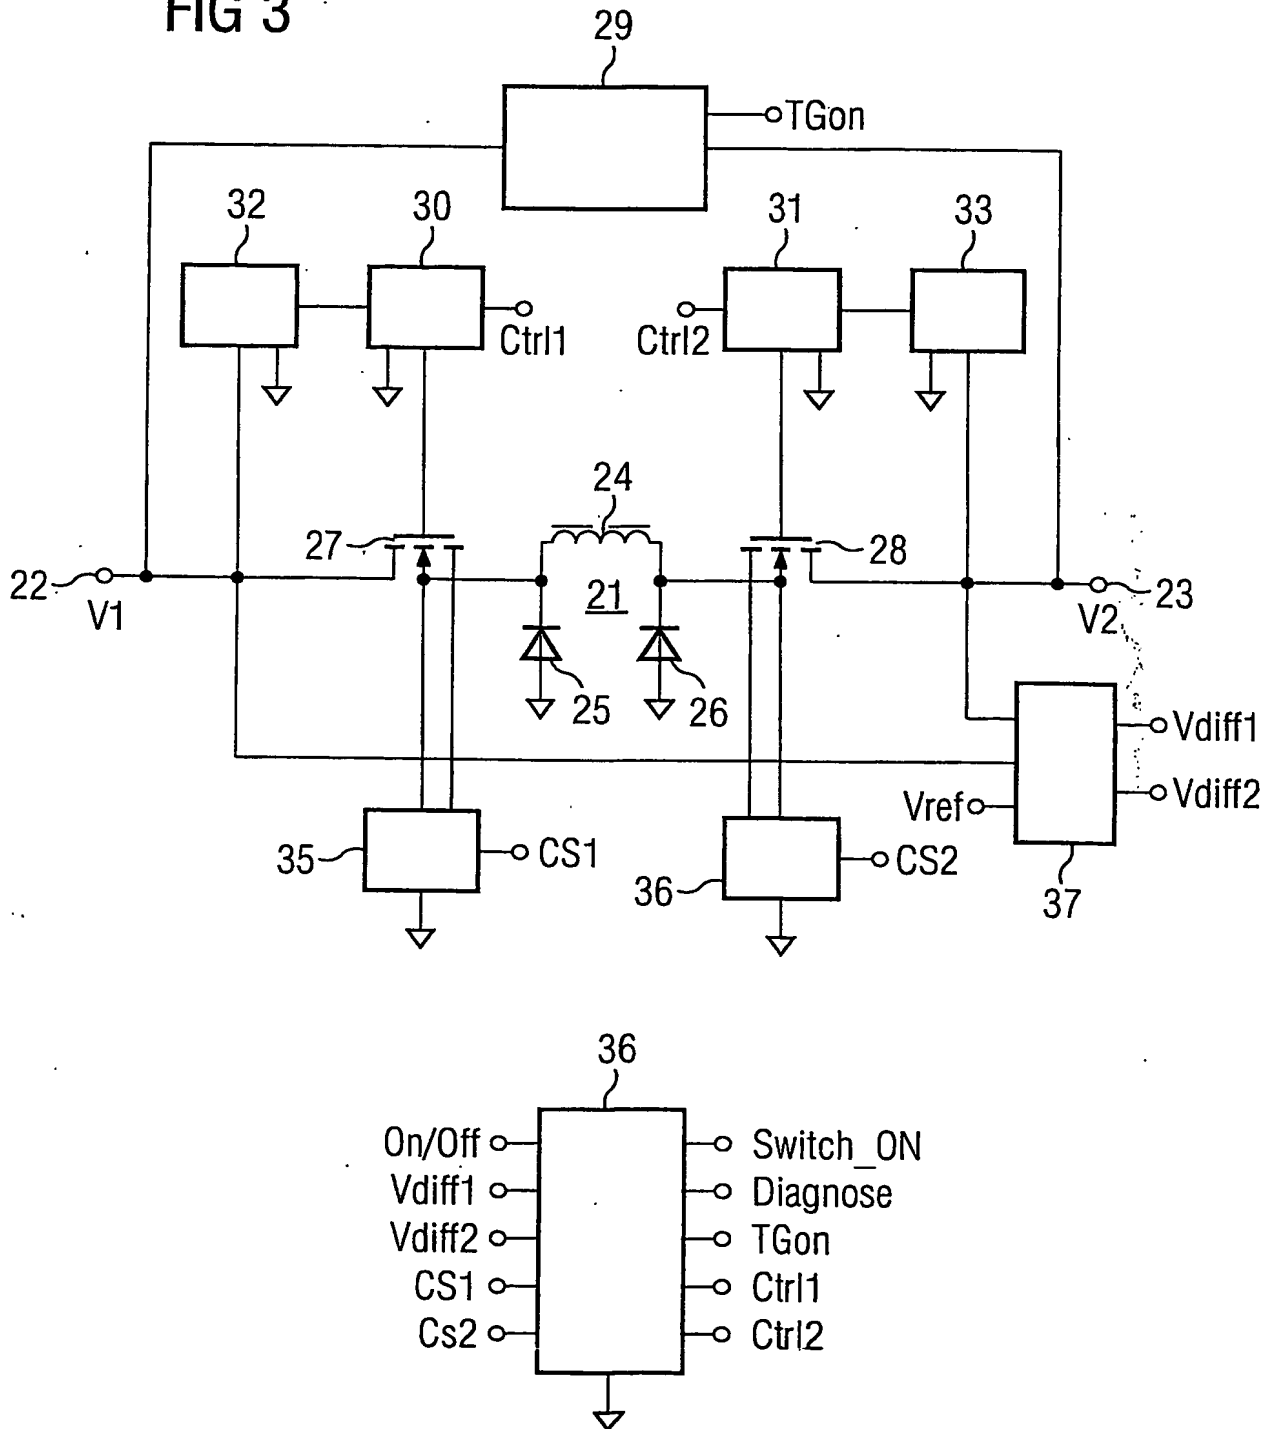 FIG 3
29
TGon
32
30
31
33
Ctrl1
Ctrl2
24
27
28
22
V1
21
V2
23
25
26
Vdiff1
Vref
Vdiff2
35
CS1
36
CS2
37
36
On/Off
Switch_ON
Vdiff1
Diagnose
Vdiff2
TGon
CS1
Ctrl1
Cs2
Ctrl2